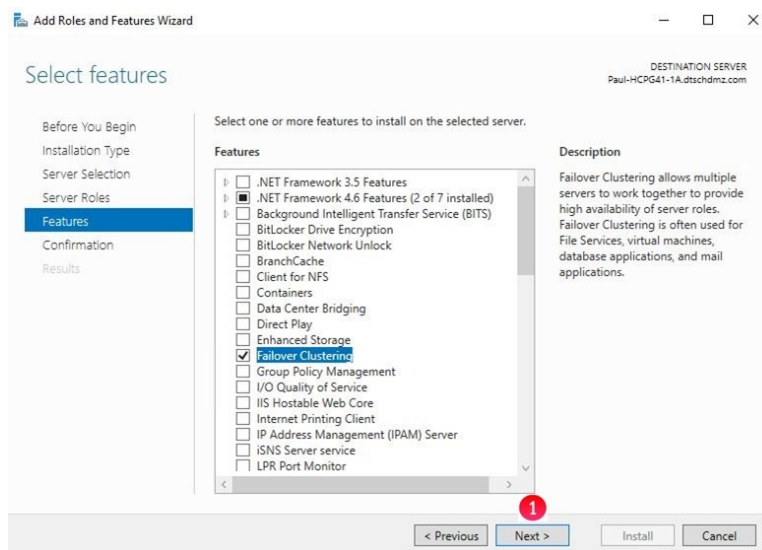 Add Roles and Features Wizard
Select features
DESTINATION SERVER
Paul-HCPG41-1A.dtschdmz.com
Before You Begin
Installation Type
Server Selection
Server Roles
Features
Confirmation
Results
Select one or more features to install on the selected server.
Features
.NET Framework 3.5 Features
.NET Framework 4.6 Features (2 of 7 installed)
Background Intelligent Transfer Service (BITS)
BitLocker Drive Encryption
BitLocker Network Unlock
BranchCache
Client for NFS
Containers
Data Center Bridging
Direct Play
Enhanced Storage
Failover Clustering
Group Policy Management
I/O Quality of Service
IIS Hostable Web Core
Internet Printing Client
IP Address Management (IPAM) Server
iSNS Server service
LPR Port Monitor
Description
Failover Clustering allows multiple
servers to work together to provide
high availability of server roles.
Failover Clustering is often used for
File Services, virtual machines,
database applications, and mail
applications.
1
< Previous
Next >
Install
Cancel